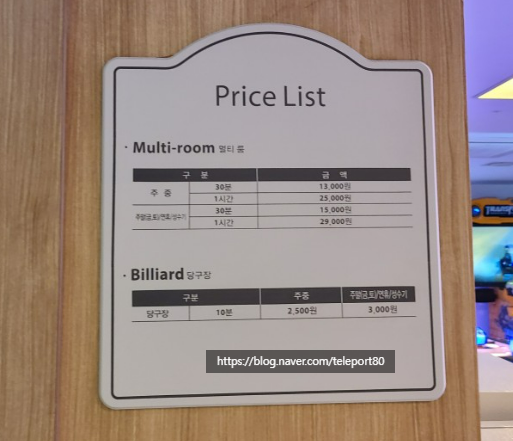 Price List
· Multi-room 멀티 룸
구 분 금 액
주 중 30분 13,000원
1시간 25,000원
주말(금,토)/연휴/성수기 30분 15,000원
1시간 29,000원
· Billiard 당구장
구분 주중 주말(금,토)/연휴/성수기
당구장 10분 2,500원 3,000원
https://blog.naver.com/teleport80